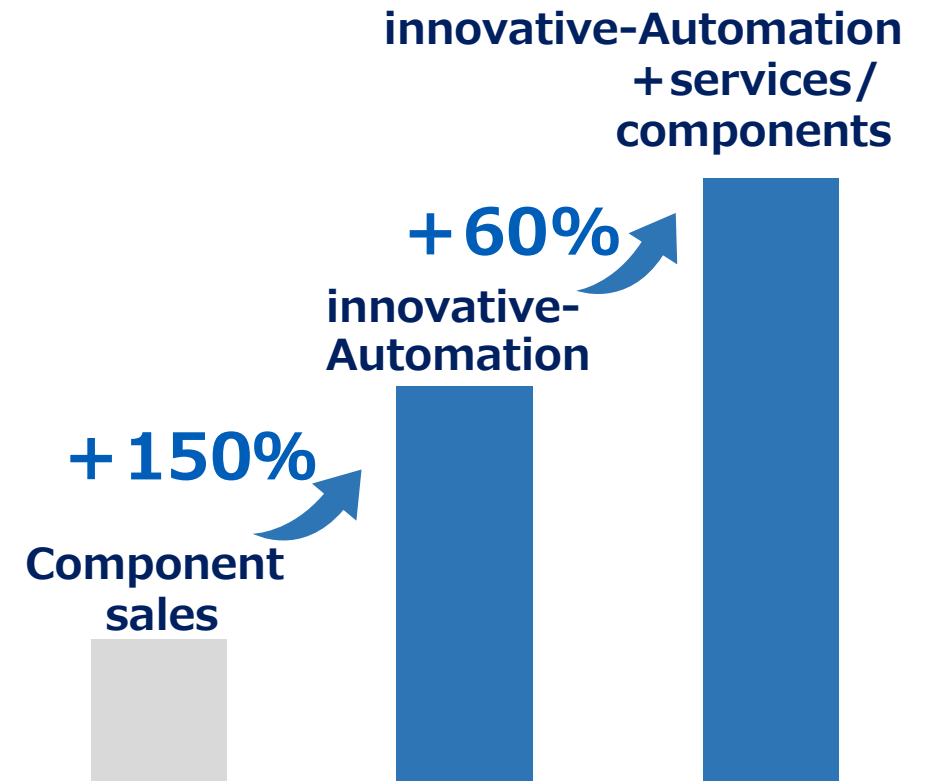 innovative-Automation
+services/
components
+60%
innovative-
Automation
+150%
Component
sales